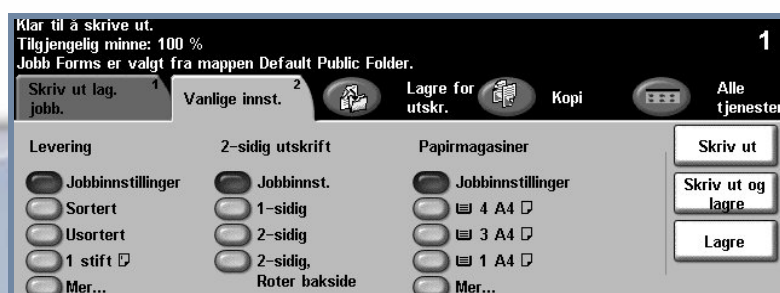 Klar til å skrive ut.
Tilgjengelig minne: 100 %
1
Jobb Forms er valgt fra mappen Default Public Folder.
Skriv ut lag. jobb.
1
Vanlige innst.
2
Lagre for utskr.
Kopi
Alle tjenester
Levering
Jobbinnstillinger
Sortert
Usortert
1 stift
Mer...
2-sidig utskrift
Jobbinnst.
1-sidig
2-sidig
2-sidig,
Roter bakside
Papirmagasiner
Jobbinnstillinger
4 A4
3 A4
1 A4
Mer...
Skriv ut
Skriv ut og
lagre
Lagre